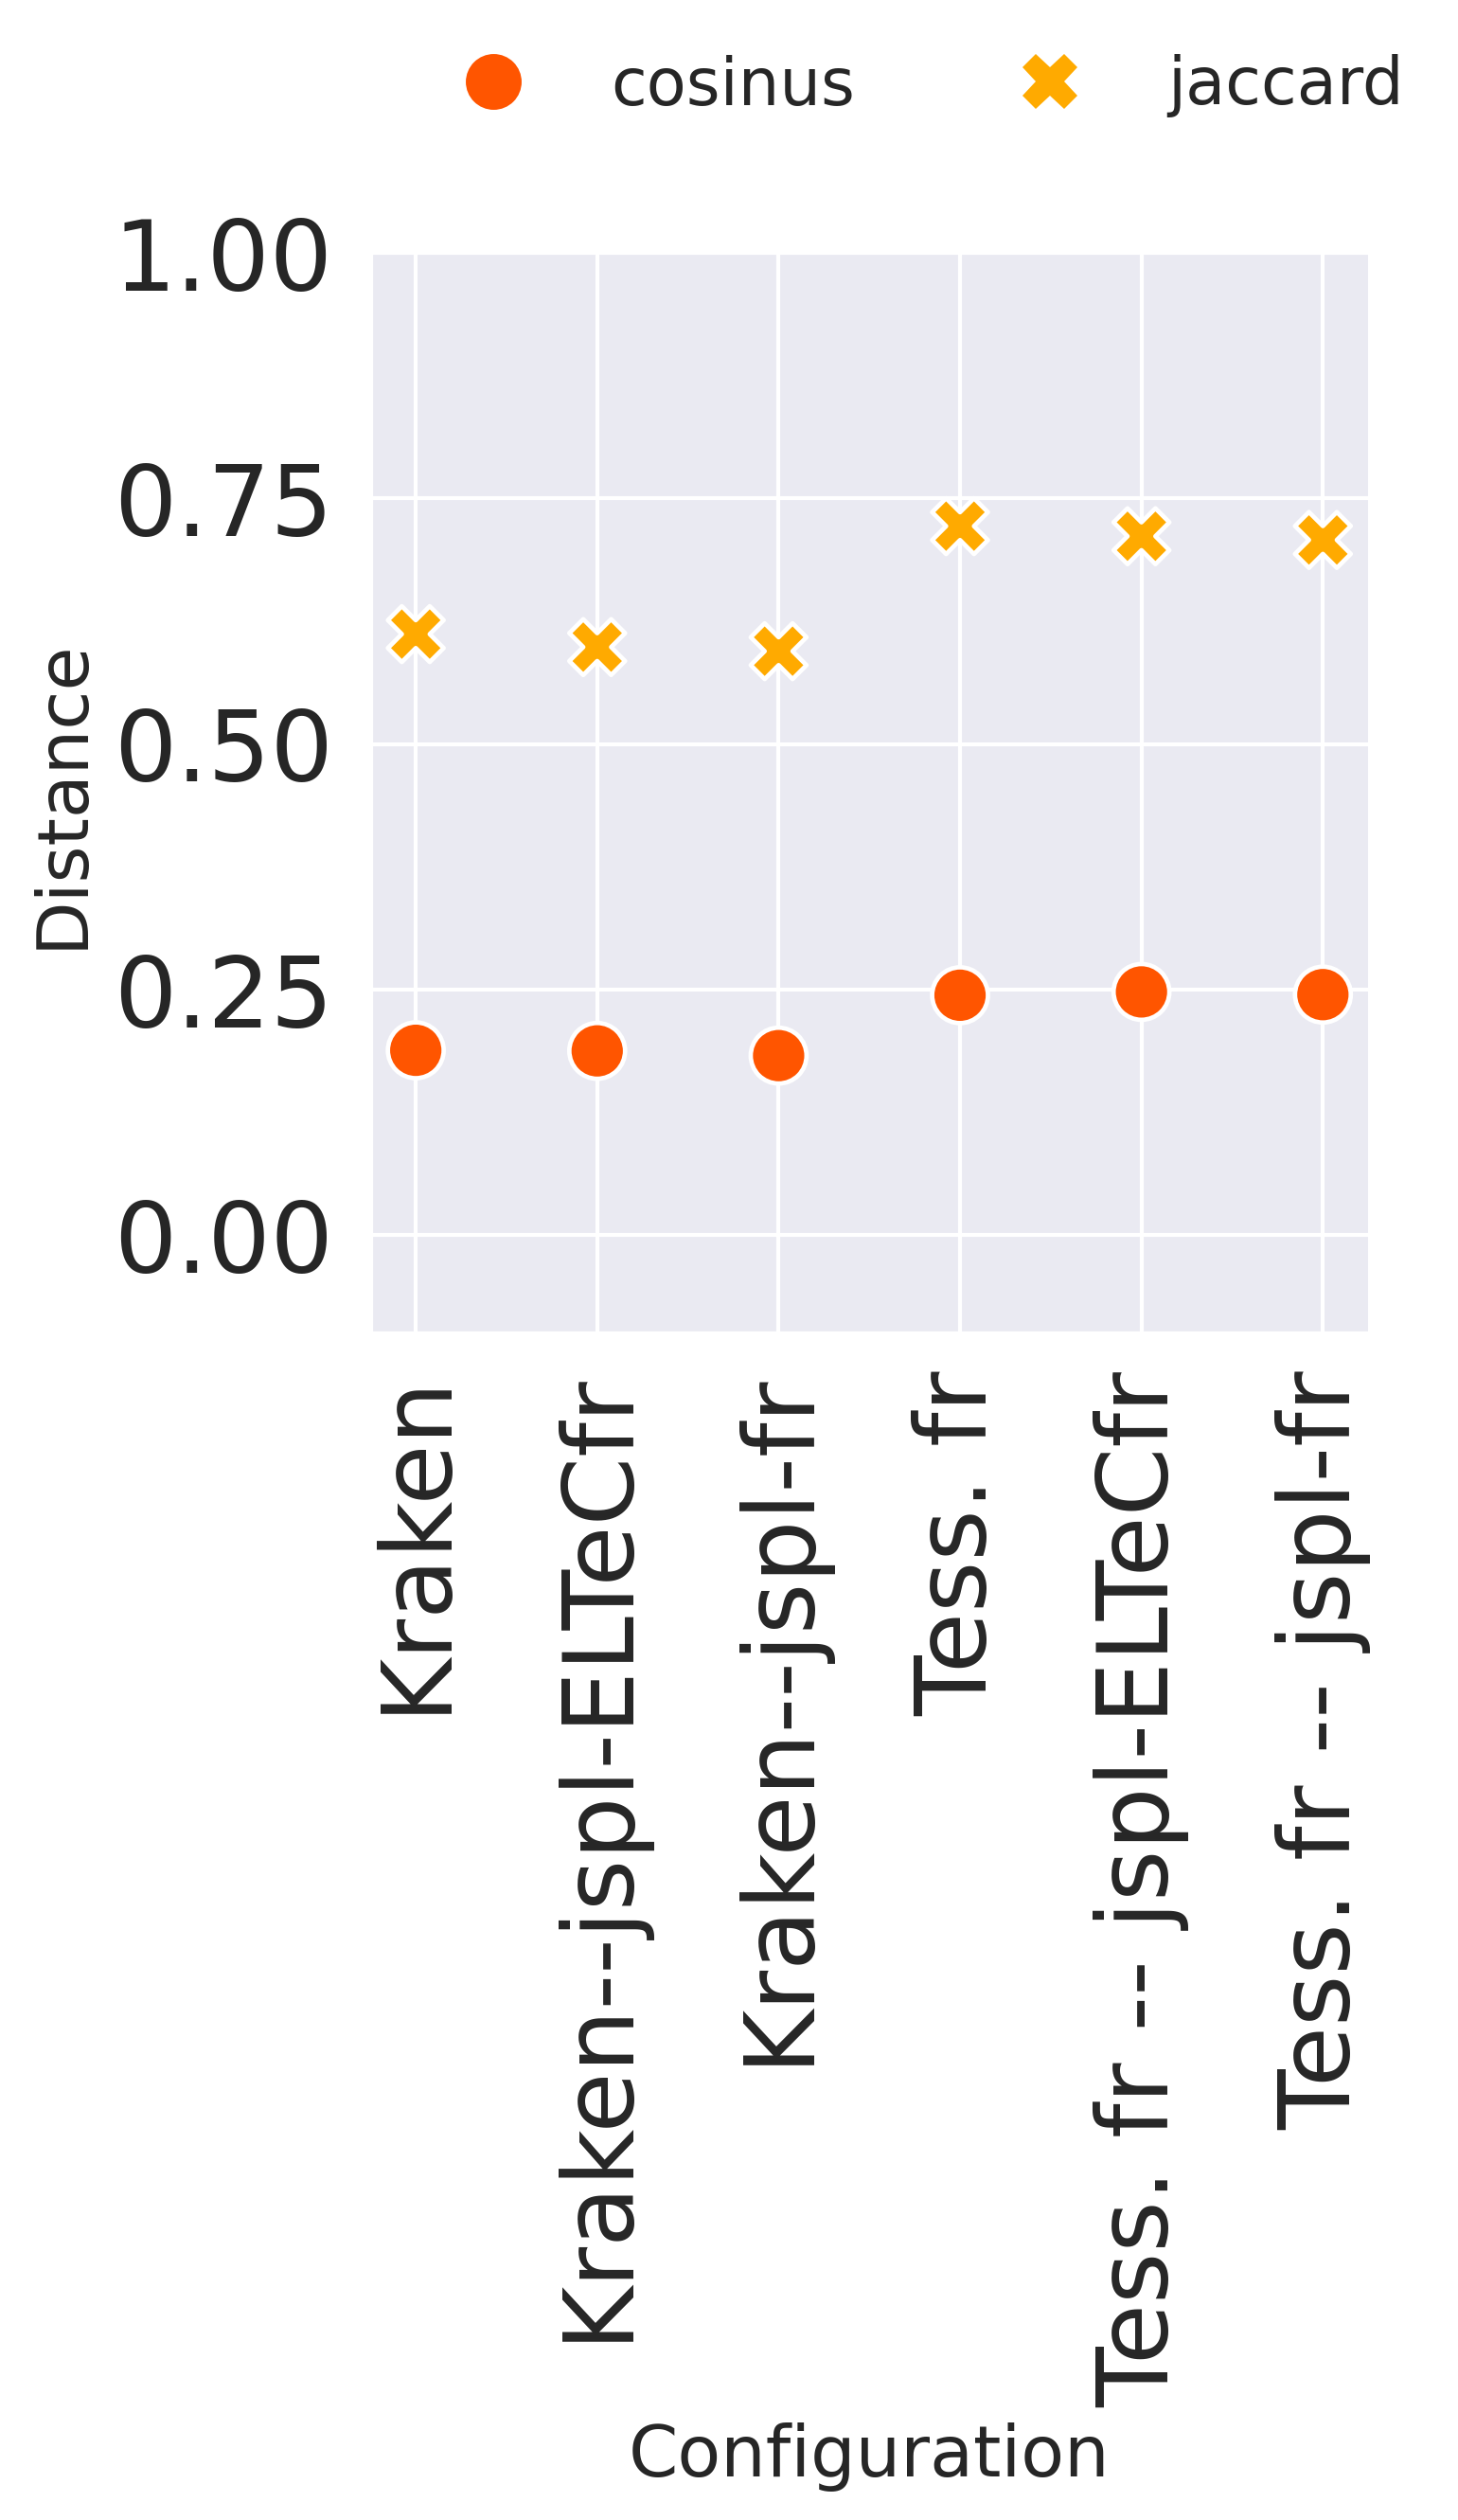 cosinus
jaccard
1.00
0.75
0.50
0.25
0.00
Distance
Kraken
Kraken--jspl-ELTeCfr
Kraken--jspl-fr
Tess. fr
Tess. fr -- jspl-ELTeCfr
Tess. fr -- jspl-fr
Configuration